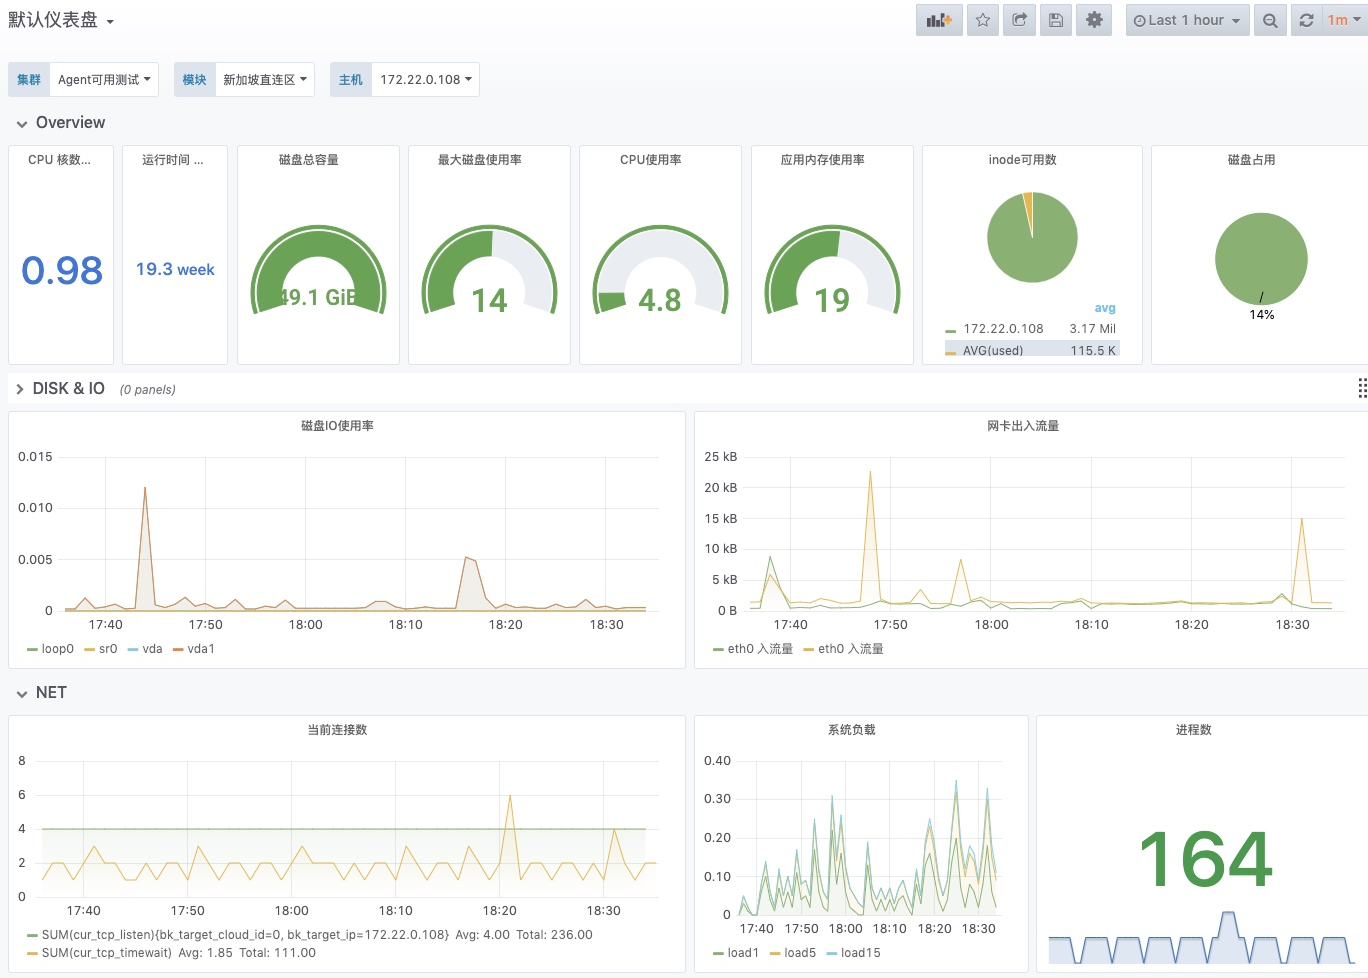 默认仪表盘
Last 1 hour
1m
集群 Agent可用测试 模块 新加坡直连区 主机 172.22.0.108
Overview
CPU 核数...
0.98
运行时间 ...
19.3 week
磁盘总容量
49.1 GiB
最大磁盘使用率
14
CPU使用率
4.8
应用内存使用率
19
inode可用数
avg
172.22.0.108 3.17 Mil
AVG(used) 115.5 K
磁盘占用
14%
DISK & IO (0 panels)
磁盘IO使用率
0.015
0.010
0.005
0
17:40 17:50 18:00 18:10 18:20 18:30
loop0 sr0 vda vda1
网卡出入流量
25 kB
20 kB
15 kB
10 kB
5 kB
0 B
17:40 17:50 18:00 18:10 18:20 18:30
eth0 入流量 eth0 入流量
NET
当前连接数
8
6
4
2
0
17:40 17:50 18:00 18:10 18:20 18:30
SUM(cur_tcp_listen){bk_target_cloud_id=0, bk_target_ip=172.22.0.108} Avg: 4.00 Total: 236.00
SUM(cur_tcp_timewait) Avg: 1.85 Total: 111.00
系统负载
0.40
0.30
0.20
0.10
0
17:40 17:50 18:00 18:10 18:20 18:30
load1 load5 load15
进程数
164